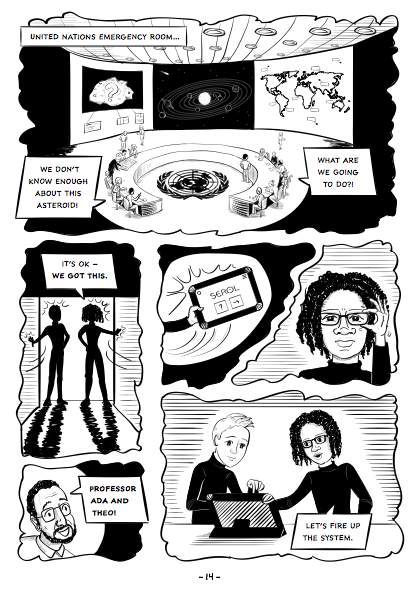 UNITED NATIONS EMERGENCY ROOM...
?
WE DON'T
KNOW ENOUGH
ABOUT THIS
ASTEROID!
WHAT ARE
WE GOING
TO DO?!
IT'S OK –
WE GOT THIS.
SEROL
? →
PROFESSOR
ADA AND
THEO!
LET'S FIRE UP
THE SYSTEM.
– 14 –